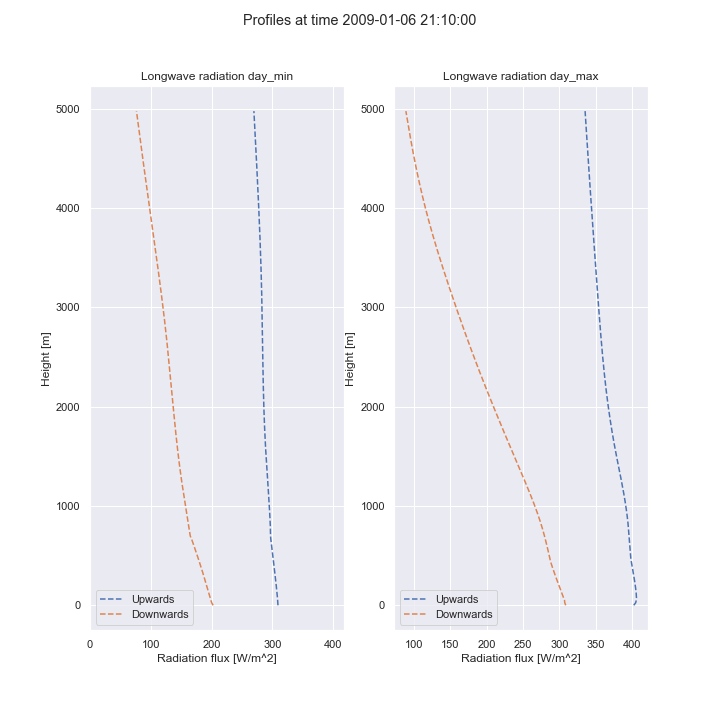 Profiles at time 2009-01-06 21:10:00
Longwave radiation day_min
Height [m]
5000
4000
3000
2000
1000
0
Upwards
Downwards
0 100 200 300 400
Radiation flux [W/m^2]
Longwave radiation day_max
Height [m]
5000
4000
3000
2000
1000
0
Upwards
Downwards
100 150 200 250 300 350 400
Radiation flux [W/m^2]